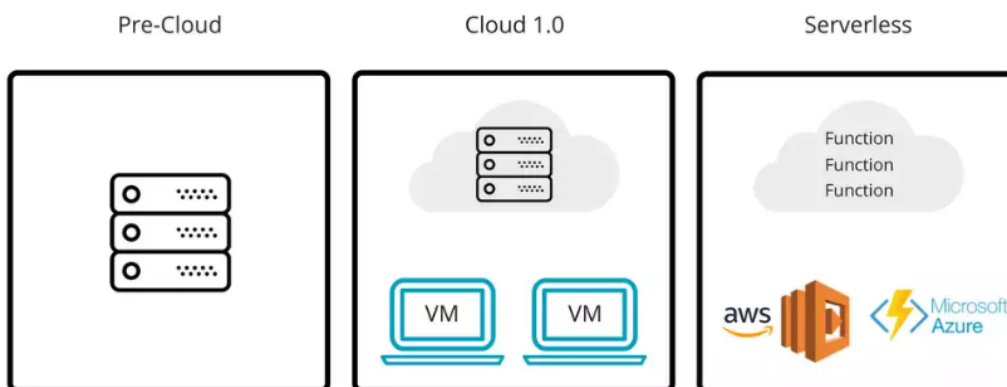 Pre-Cloud
Cloud 1.0
Serverless
VM
VM
Function
Function
Function
aws
Microsoft
Azure